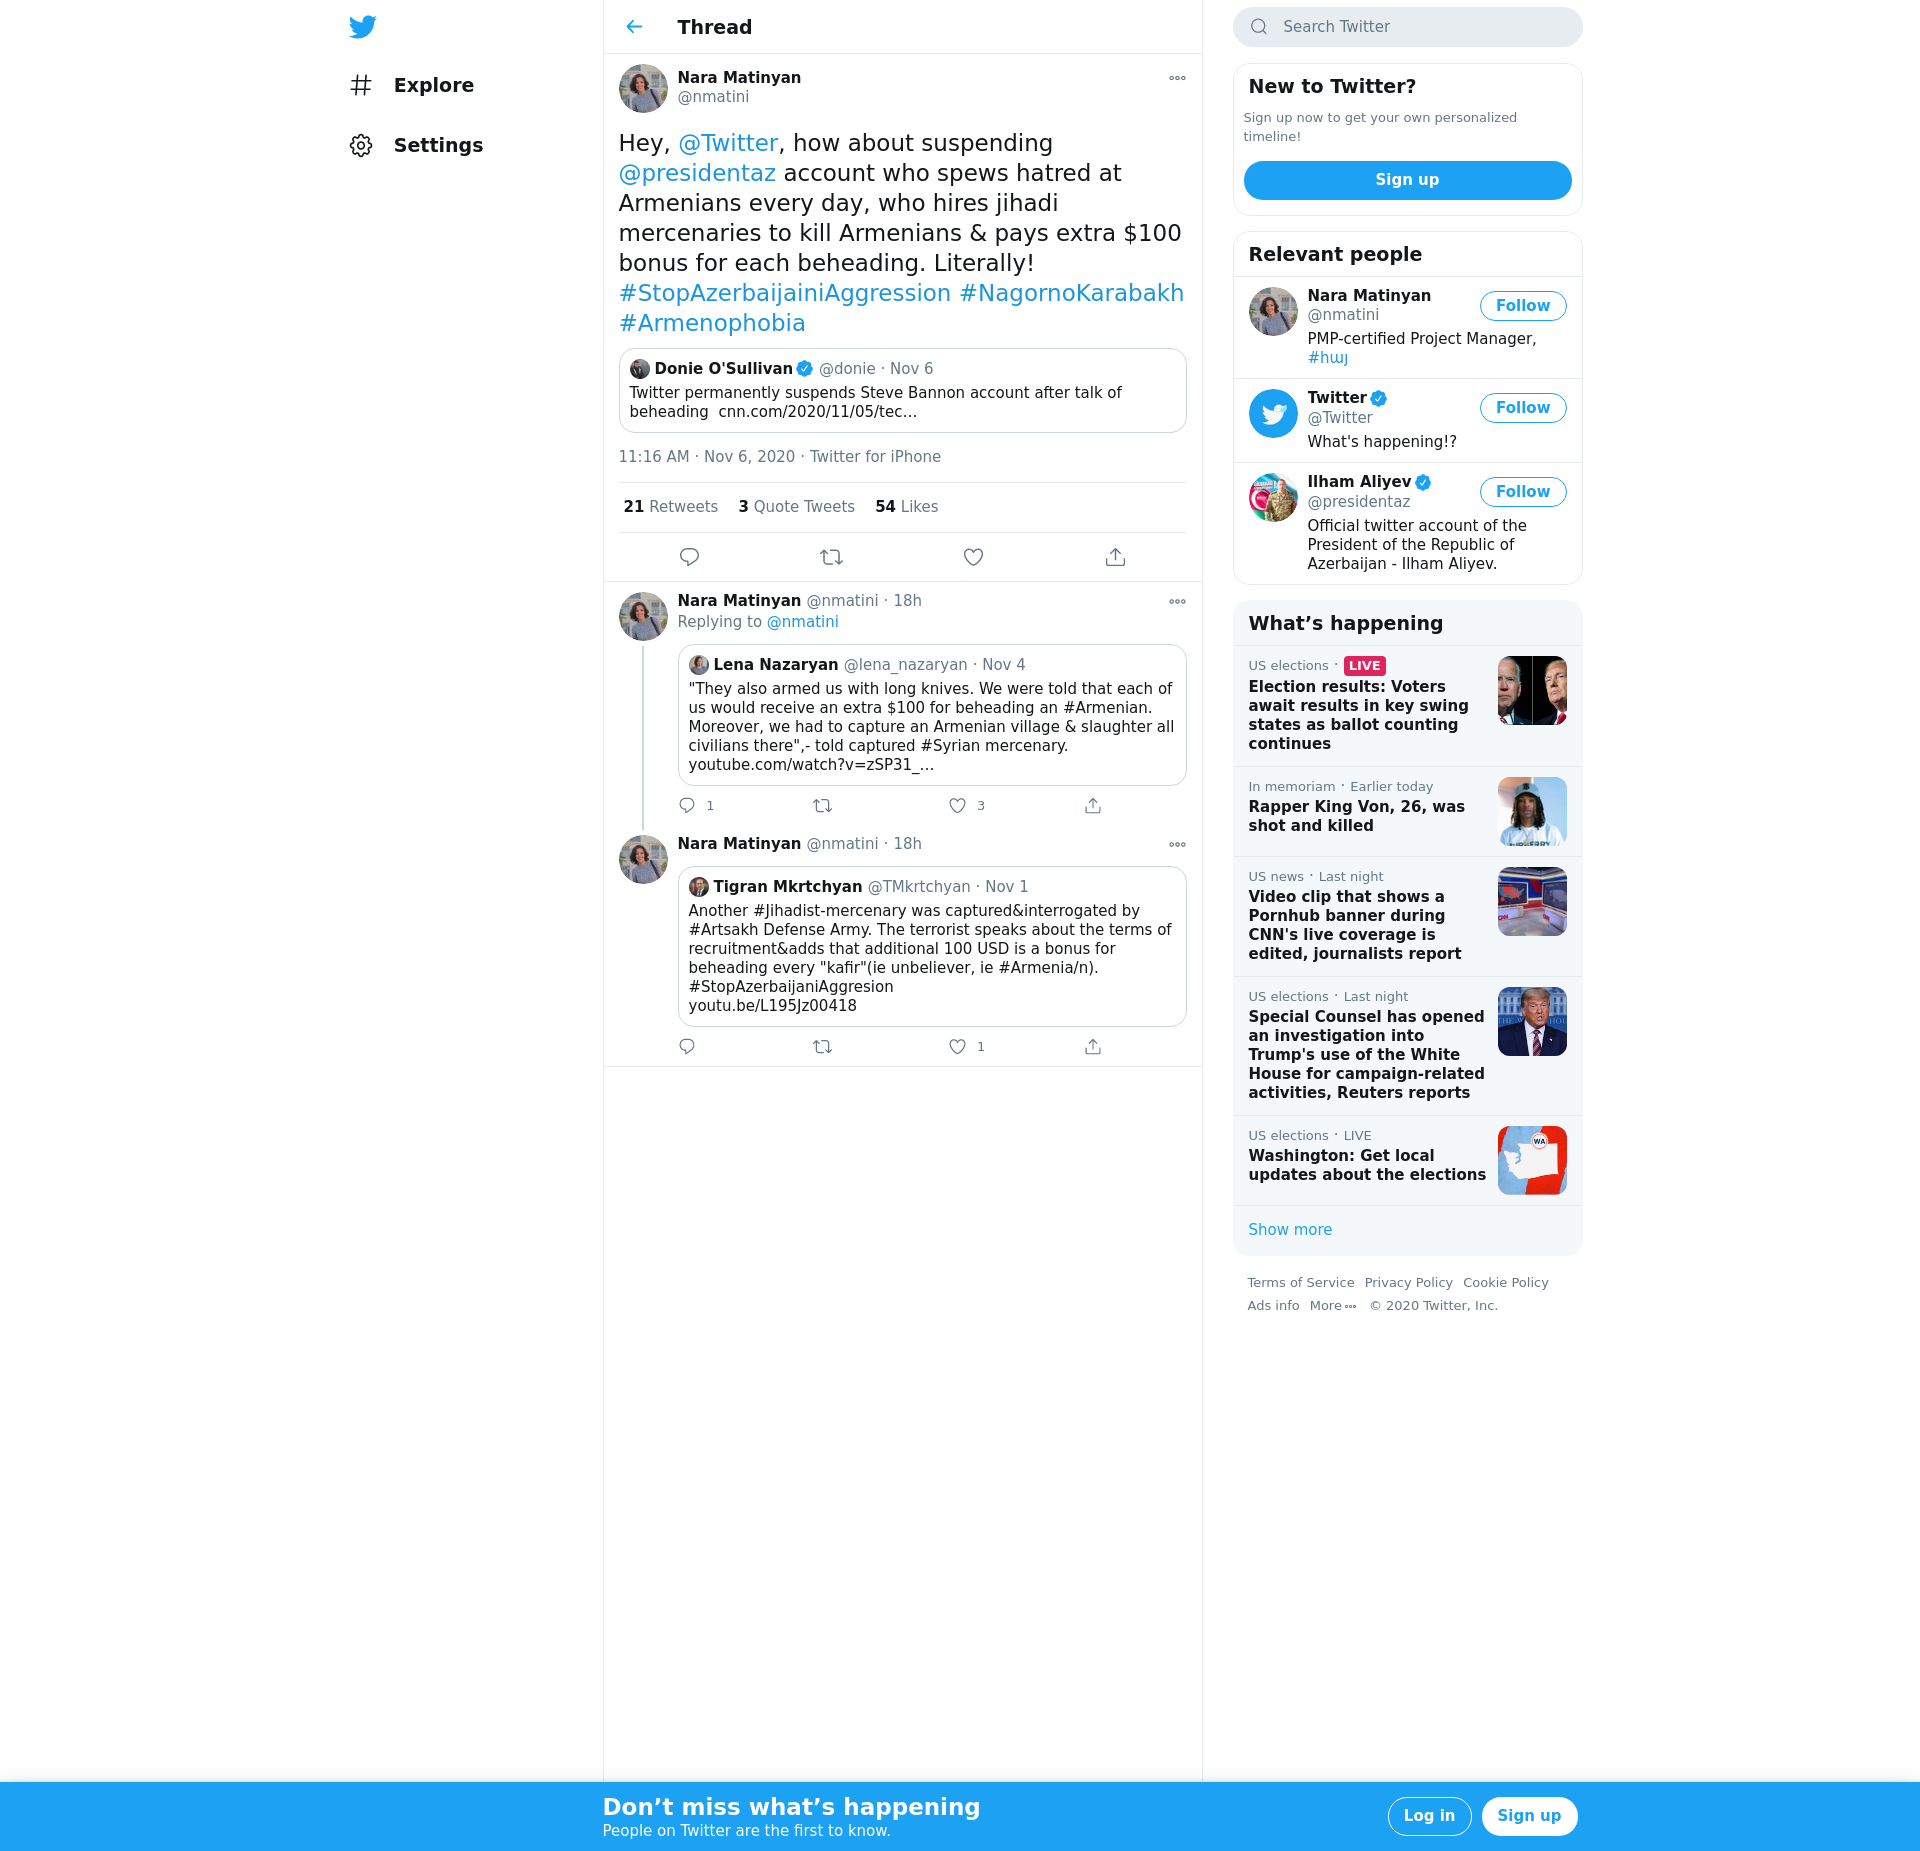 Explore
Settings
Thread
Nara Matinyan
@nmatini
Hey, @Twitter, how about suspending
@presidentaz account who spews hatred at
Armenians every day, who hires jihadi
mercenaries to kill Armenians & pays extra $100
bonus for each beheading. Literally!
#StopAzerbaijainiAggression #NagornoKarabakh
#Armenophobia
Donie O'Sullivan @donie · Nov 6
Twitter permanently suspends Steve Bannon account after talk of
beheading cnn.com/2020/11/05/tec…
11:16 AM · Nov 6, 2020 · Twitter for iPhone
21 Retweets 3 Quote Tweets 54 Likes
Nara Matinyan @nmatini · 18h
Replying to @nmatini
Lena Nazaryan @lena_nazaryan · Nov 4
"They also armed us with long knives. We were told that each of
us would receive an extra $100 for beheading an #Armenian.
Moreover, we had to capture an Armenian village & slaughter all
civilians there",- told captured #Syrian mercenary.
youtube.com/watch?v=zSP31_…
1 3
Nara Matinyan @nmatini · 18h
Tigran Mkrtchyan @TMkrtchyan · Nov 1
Another #Jihadist-mercenary was captured&interrogated by
#Artsakh Defense Army. The terrorist speaks about the terms of
recruitment&adds that additional 100 USD is a bonus for
beheading every "kafir"(ie unbeliever, ie #Armenia/n).
#StopAzerbaijaniAggresion
youtu.be/L195Jz00418
1
Search Twitter
New to Twitter?
Sign up now to get your own personalized
timeline!
Sign up
Relevant people
Nara Matinyan
@nmatini
Follow
PMP-certified Project Manager,
#հայ
Twitter
@Twitter
Follow
What's happening!?
Ilham Aliyev
@presidentaz
Follow
Official twitter account of the
President of the Republic of
Azerbaijan - Ilham Aliyev.
What’s happening
US elections · LIVE
Election results: Voters
await results in key swing
states as ballot counting
continues
In memoriam · Earlier today
Rapper King Von, 26, was
shot and killed
US news · Last night
Video clip that shows a
Pornhub banner during
CNN's live coverage is
edited, journalists report
US elections · Last night
Special Counsel has opened
an investigation into
Trump's use of the White
House for campaign-related
activities, Reuters reports
US elections · LIVE
Washington: Get local
updates about the elections
WA
Show more
Terms of Service Privacy Policy Cookie Policy
Ads info More © 2020 Twitter, Inc.
Don’t miss what’s happening
People on Twitter are the first to know.
Log in
Sign up